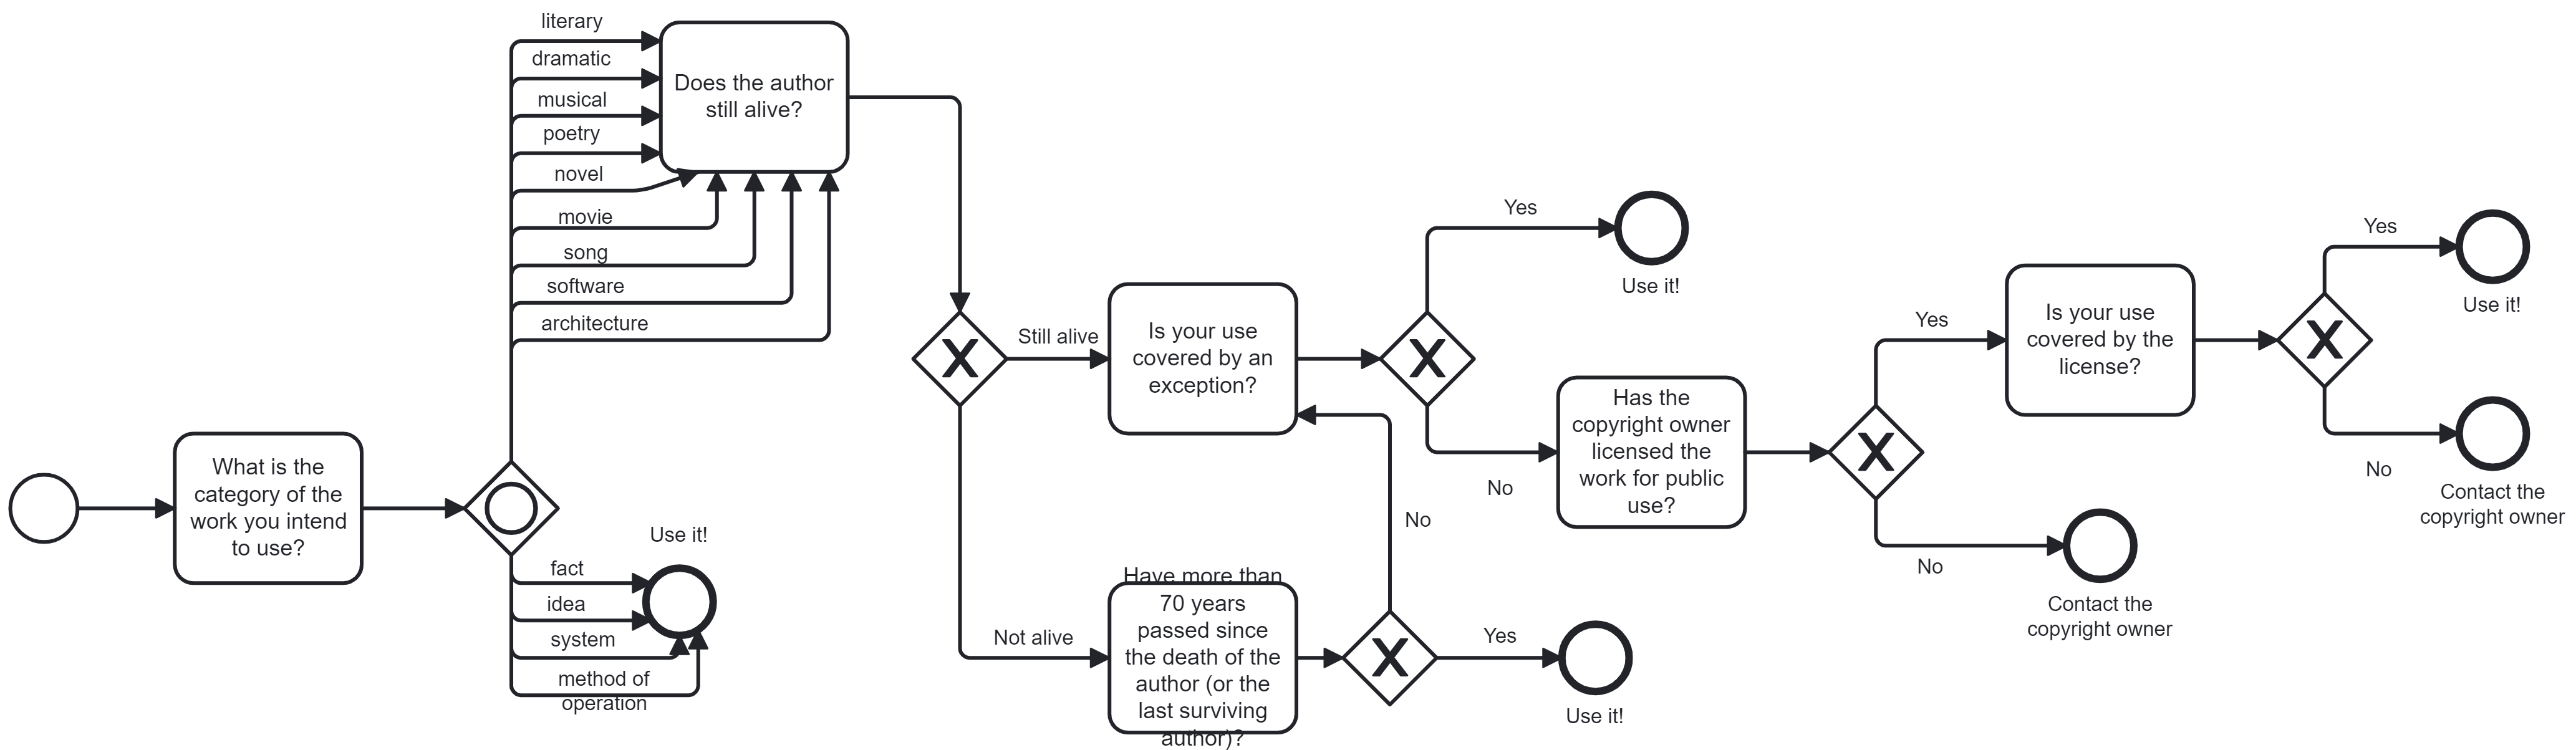 literary
dramatic
musical
poetry
novel
movie
song
software
architecture
Does the author
still alive?
What is the
category of the
work you intend
to use?
Use it!
fact
idea
system
method of
operation
Still alive
Not alive
Is your use
covered by an
exception?
Have more than
70 years
passed since
the death of the
author (or the
last surviving
author)?
No
Yes
Use it!
Yes
Use it!
No
Has the
copyright owner
licensed the
work for public
use?
Yes
No
Contact the
copyright owner
Is your use
covered by the
license?
Yes
Use it!
No
Contact the
copyright owner